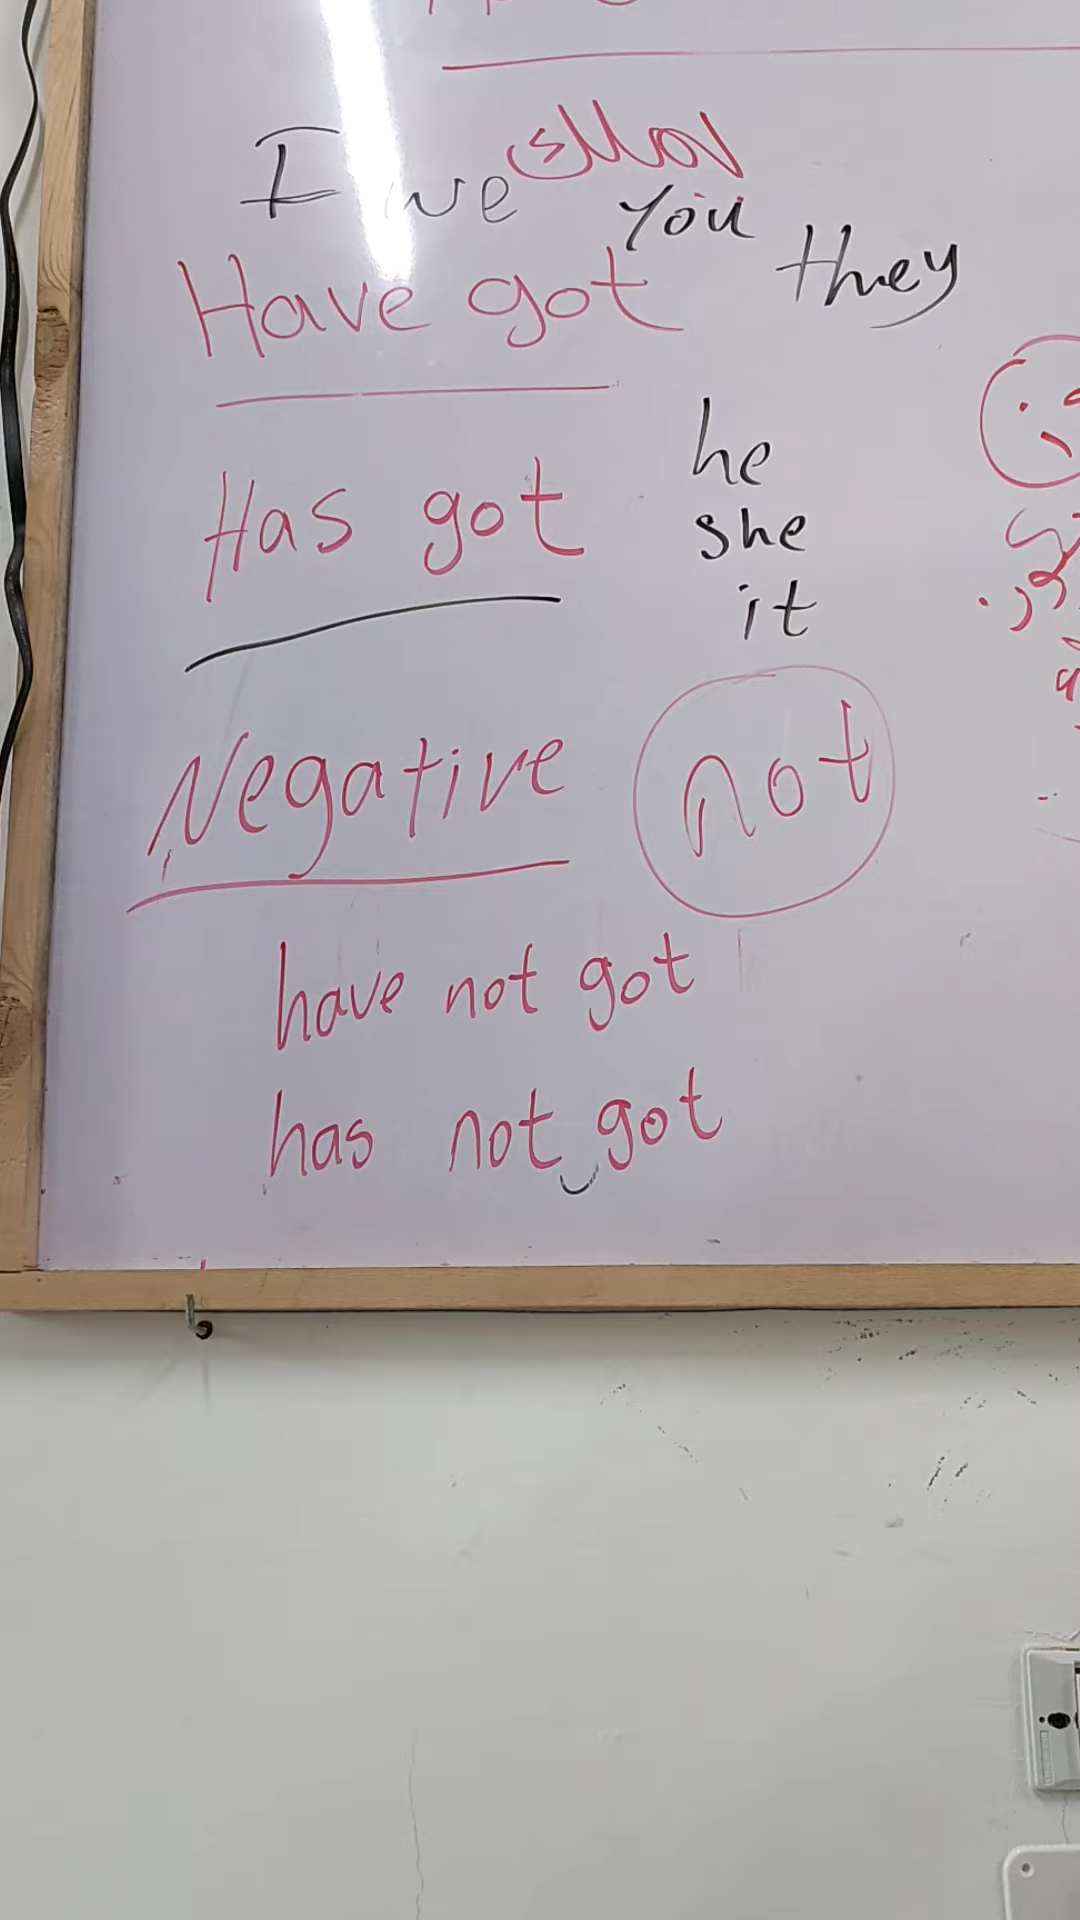 I we you they
Have got
Has got
he
she
it
Negative not
have not got
has not got